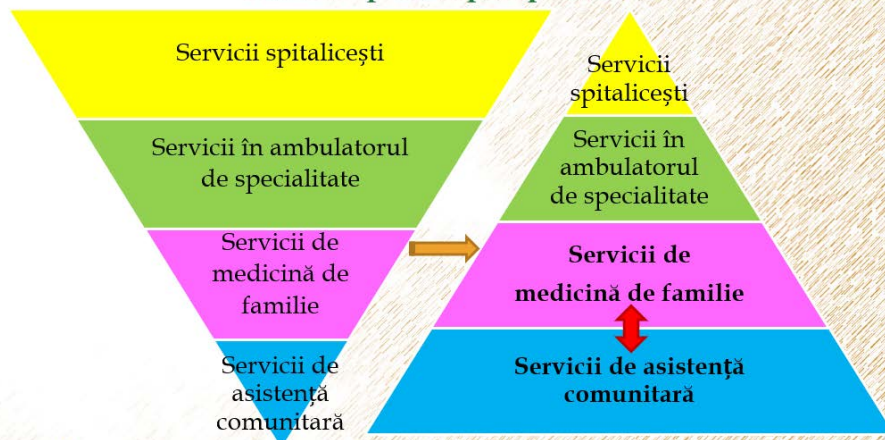 Servicii spitalicești
Servicii în ambulatorul
de specialitate
Servicii de
medicină de
familie
Servicii de
asistență
comunitară
Servicii
spitalicești
Servicii în
ambulatorul
de specialitate
Servicii de
medicină de familie
Servicii de asistență
comunitară